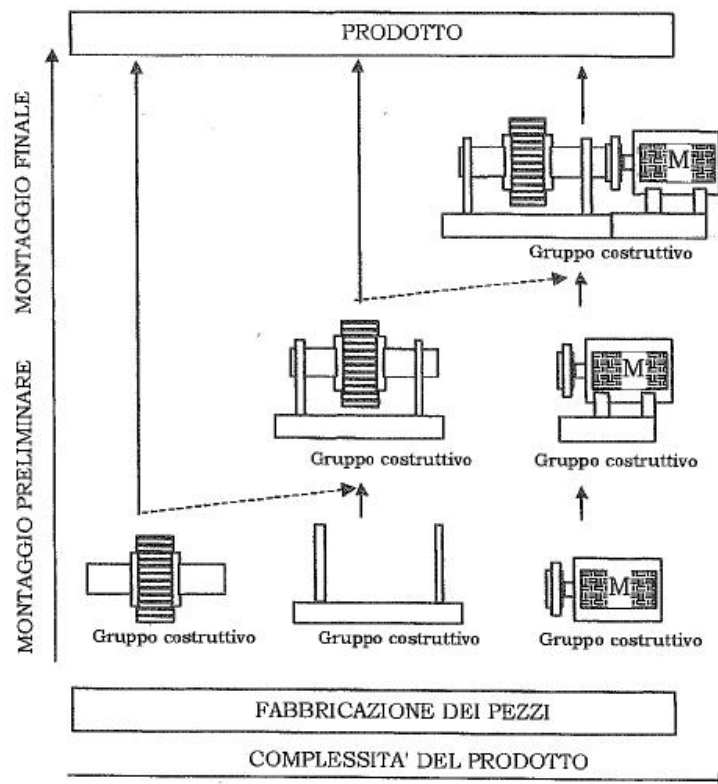 PRODOTTO
MONTAGGIO FINALE
M
Gruppo costruttivo
MONTAGGIO PRELIMINARE
M
Gruppo costruttivo
Gruppo costruttivo
M
Gruppo costruttivo
Gruppo costruttivo
Gruppo costruttivo
FABBRICAZIONE DEI PEZZI
COMPLESSITA' DEL PRODOTTO